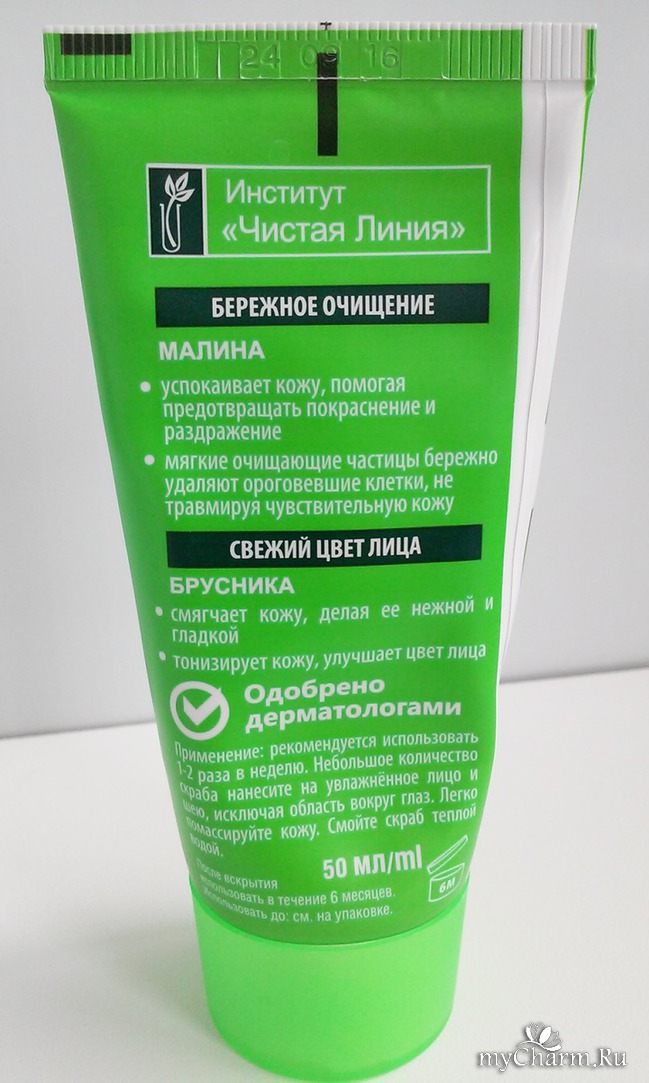 24 09 16
Институт
«Чистая Линия»
БЕРЕЖНОЕ ОЧИЩЕНИЕ
МАЛИНА
• успокаивает кожу, помогая
предотвращать покраснение и
раздражение
• мягкие очищающие частицы бережно
удаляют ороговевшие клетки, не
травмируя чувствительную кожу
СВЕЖИЙ ЦВЕТ ЛИЦА
БРУСНИКА
• смягчает кожу, делая ее нежной и
гладкой
• тонизирует кожу, улучшает цвет лица
Одобрено
дерматологами
Применение: рекомендуется использовать
1-2 раза в неделю. Небольшое количество
скраба нанесите на увлажнённое лицо и
шею, исключая область вокруг глаз. Легко
помассируйте кожу. Смойте скраб теплой
водой.
50 МЛ/ml
После вскрытия
использовать в течение 6 месяцев.
Использовать до: см. на упаковке.
6М
myCharm.Ru